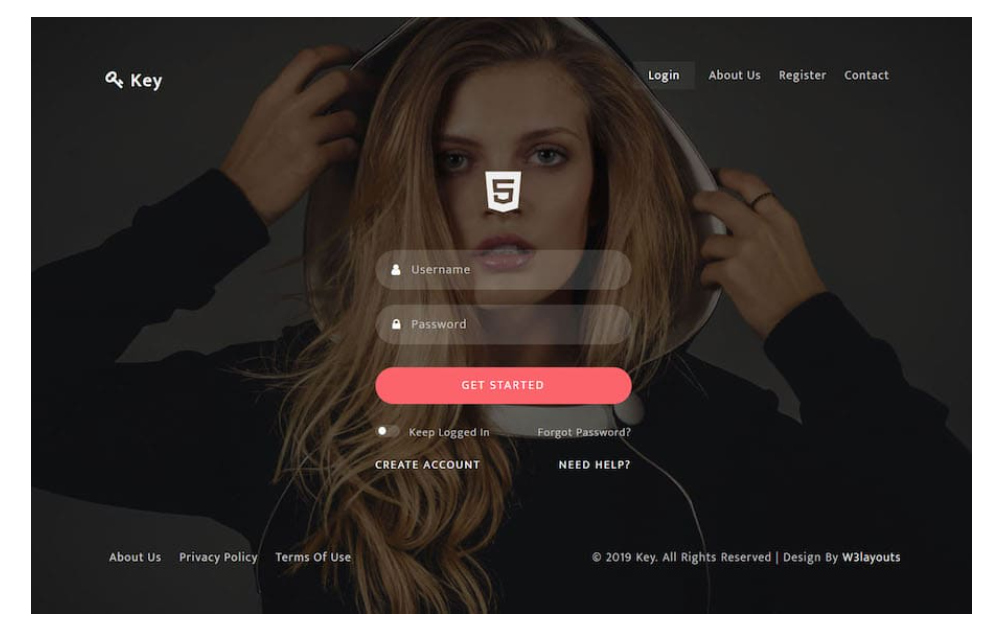 Key
Login About Us Register Contact
5
Username
Password
GET STARTED
Keep Logged In Forgot Password?
CREATE ACCOUNT NEED HELP?
About Us Privacy Policy Terms Of Use © 2019 Key. All Rights Reserved | Design By W3layouts